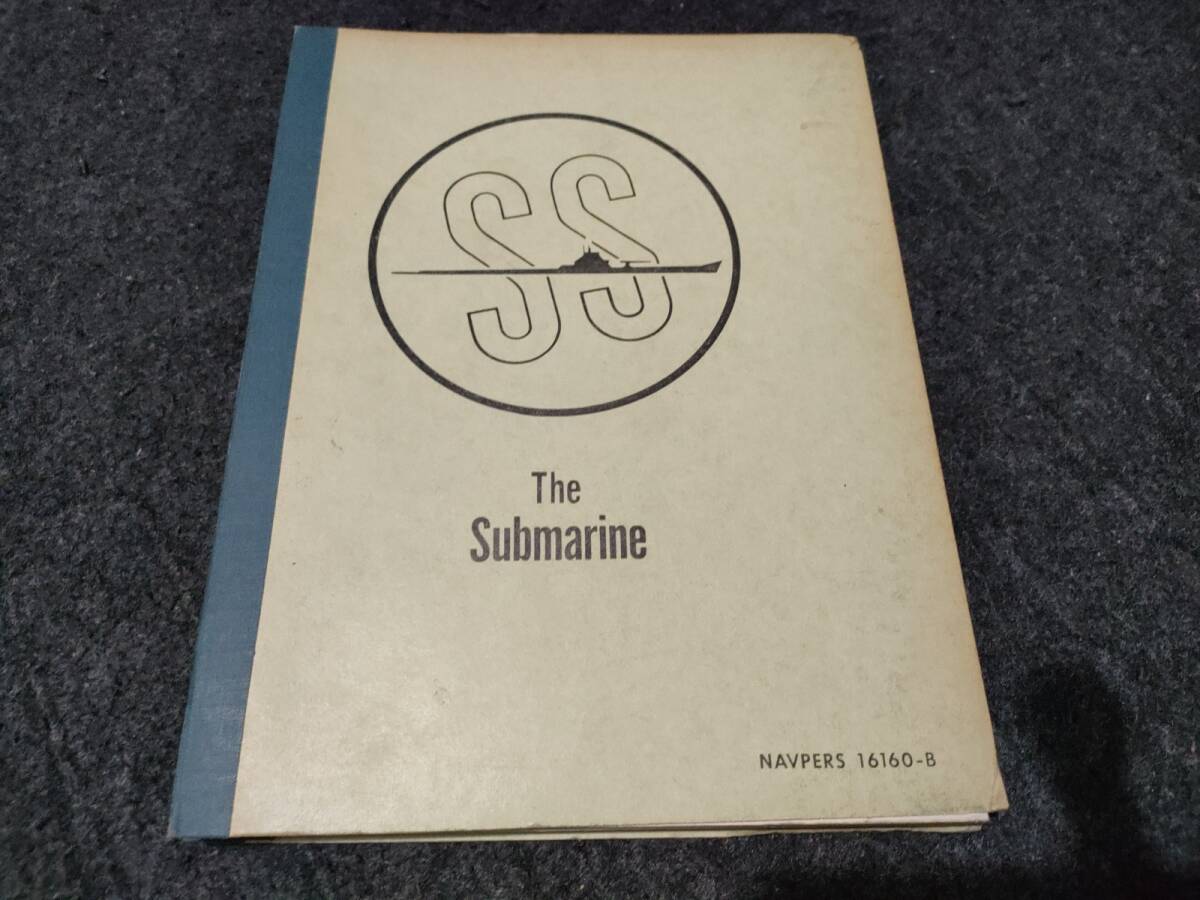 SS
The
Submarine
NAVPERS 16160-B